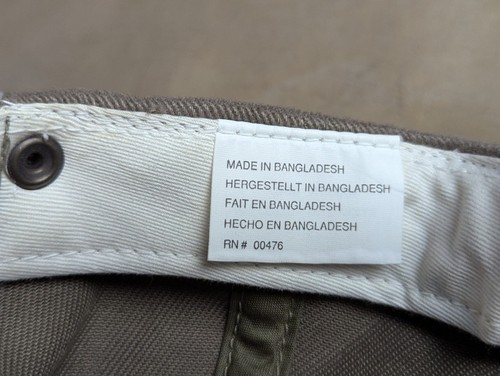 MADE IN BANGLADESH
HERGESTELLT IN BANGLADESH
FAIT EN BANGLADESH
HECHO EN BANGLADESH
RN# 00476